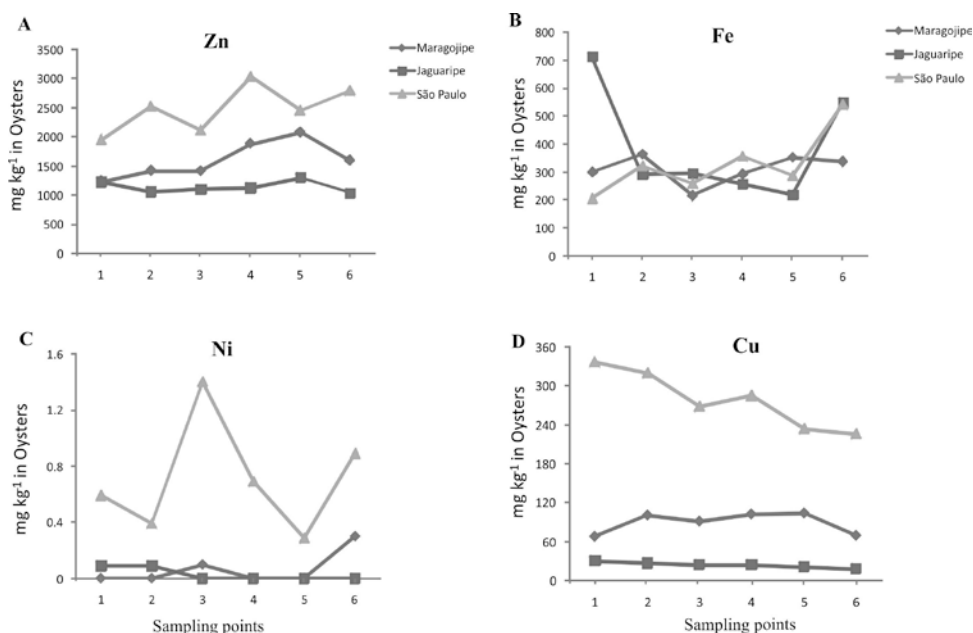 A
Zn
mg kg-1 in Oysters
3500
3000
2500
2000
1500
1000
500
0
1 2 3 4 5 6
Maragojipe
Jaguaripe
São Paulo
B
Fe
mg kg-1 in Oysters
800
700
600
500
400
300
200
100
0
1 2 3 4 5 6
Maragojipe
Jaguaripe
São Paulo
C
Ni
mg kg-1 in Oysters
1.6
1.2
0.8
0.4
0
1 2 3 4 5 6
Sampling points
D
Cu
mg kg-1 in Oysters
360
300
240
180
120
60
0
1 2 3 4 5 6
Sampling points